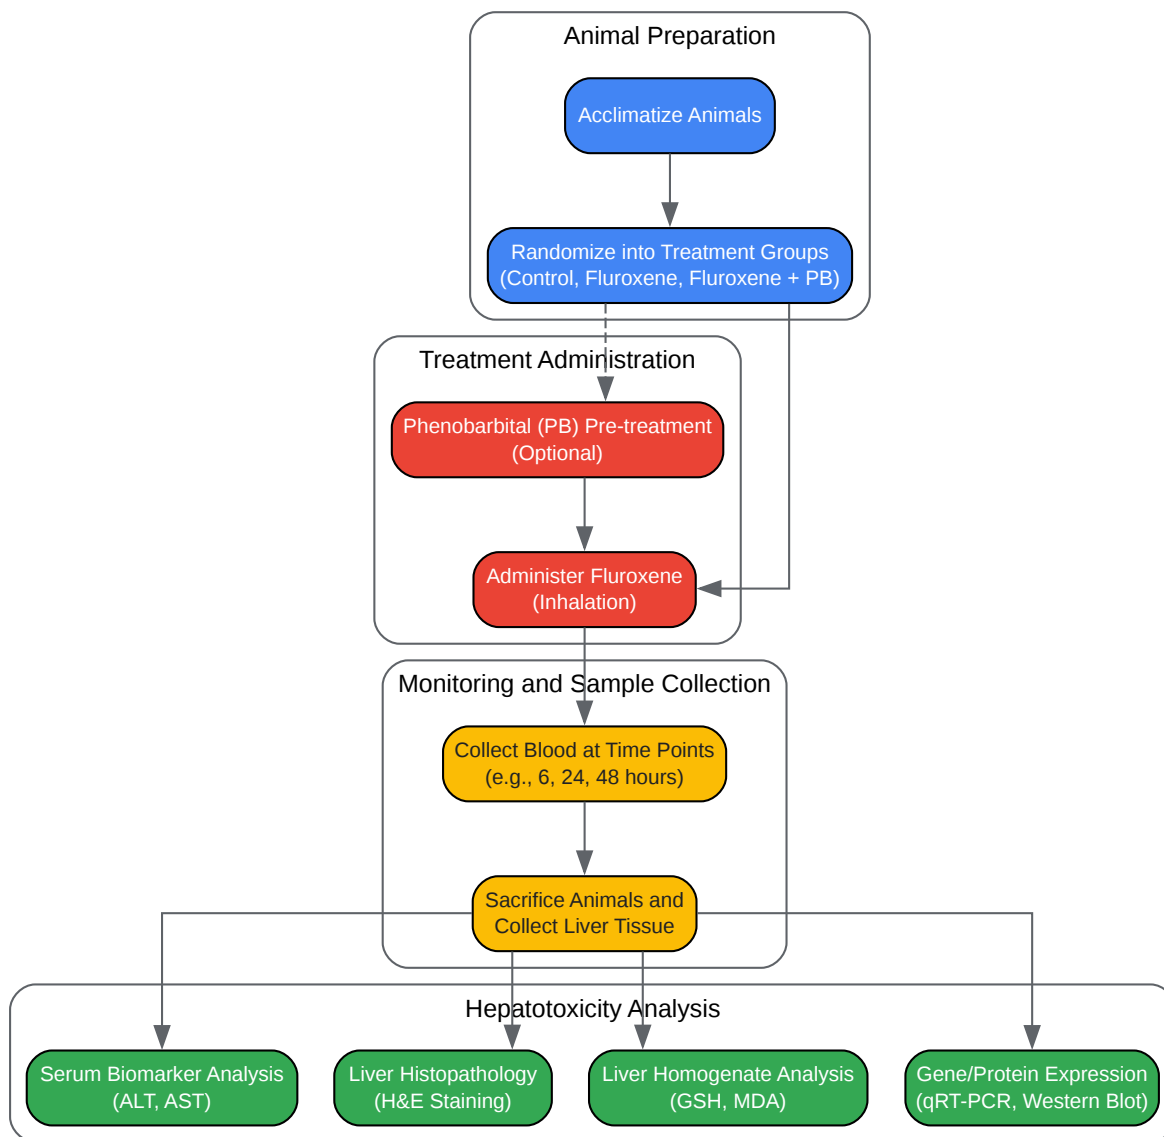 Animal Preparation
Acclimatize Animals
Randomize into Treatment Groups
(Control, Fluroxene, Fluroxene + PB)
Treatment Administration
Phenobarbital (PB) Pre-treatment
(Optional)
Administer Fluroxene
(Inhalation)
Monitoring and Sample Collection
Collect Blood at Time Points
(e.g., 6, 24, 48 hours)
Sacrifice Animals and
Collect Liver Tissue
Hepatotoxicity Analysis
Serum Biomarker Analysis
(ALT, AST)
Liver Histopathology
(H&E Staining)
Liver Homogenate Analysis
(GSH, MDA)
Gene/Protein Expression
(qRT-PCR, Western Blot)